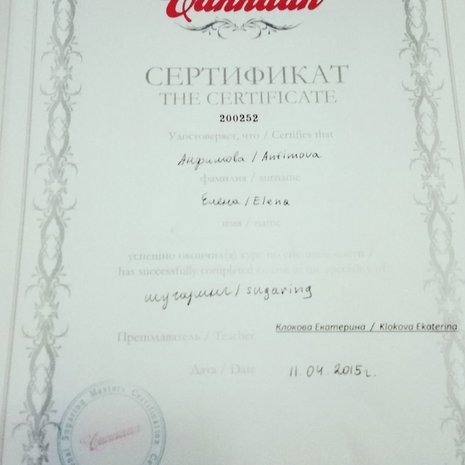 СЕРТИФИКАТ
THE CERTIFICATE
200252
Удостоверяет, что / Certifies that
Анфимова / Antimova
фамилия / surname
Елена / Elena
имя / name
успешно окончил(а) курс по специальности /
has successfully completed course in the speciality of
шугаринг / sugaring
Клокова Екатерина / Klokova Ekaterina
Преподаватель / Teacher
Дата / Date
11.04.2015г.